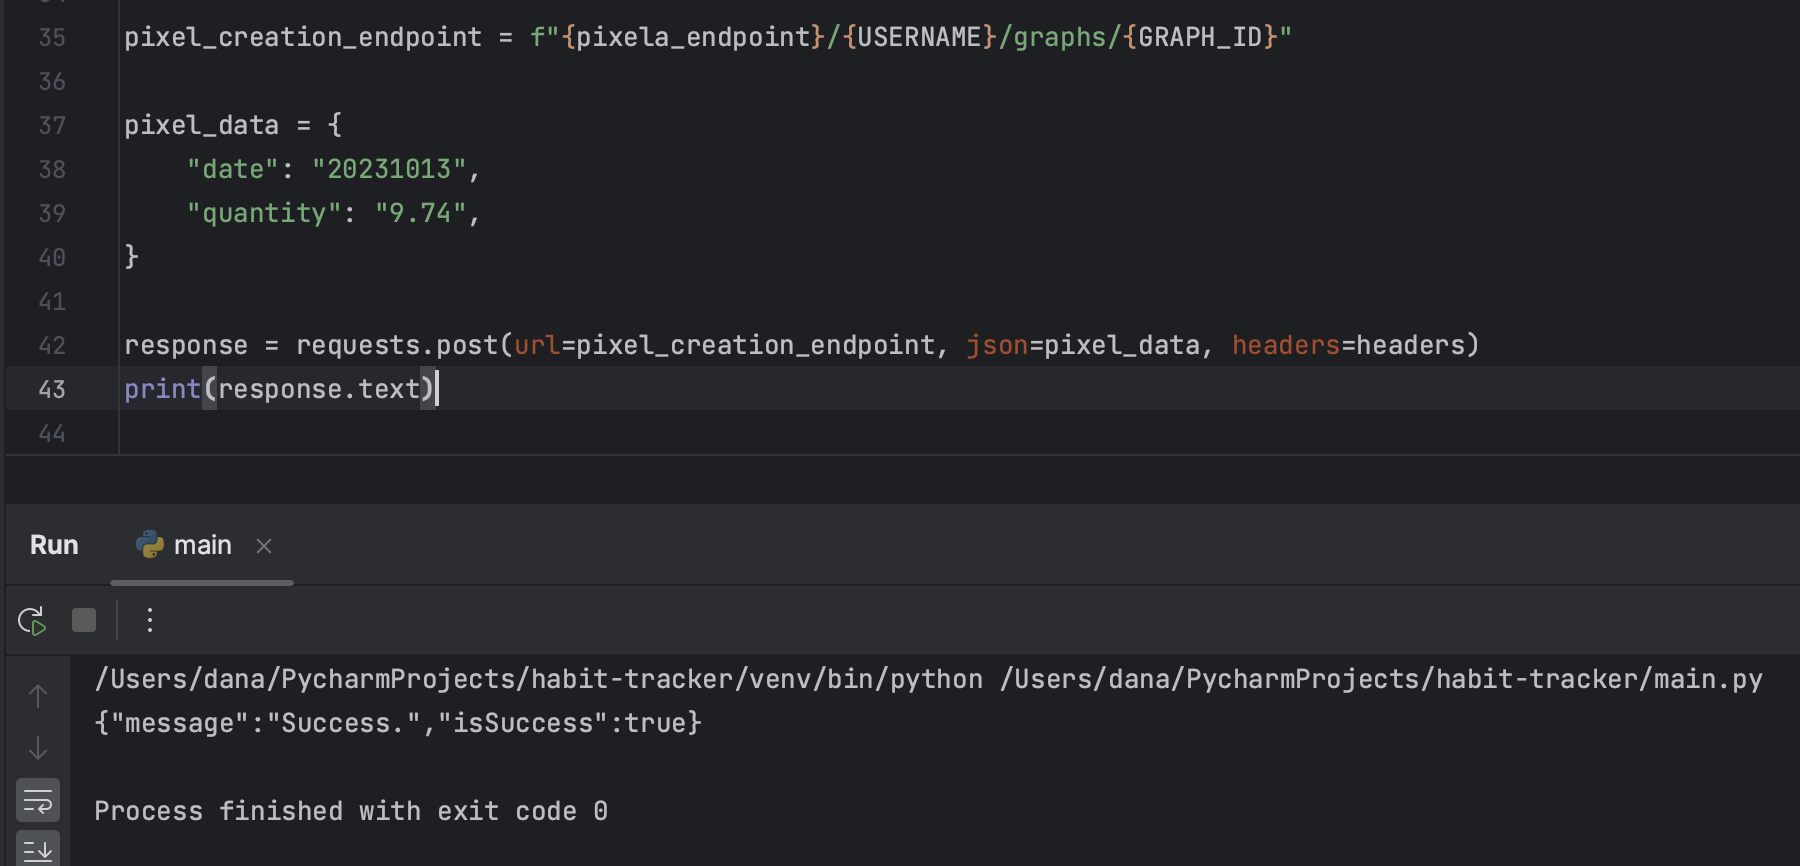 35 pixel_creation_endpoint = f"{pixela_endpoint}/{USERNAME}/graphs/{GRAPH_ID}"
36
37 pixel_data = {
38     "date": "20231013",
39     "quantity": "9.74",
40 }
41
42 response = requests.post(url=pixel_creation_endpoint, json=pixel_data, headers=headers)
43 print(response.text)
44
Run main
/Users/dana/PycharmProjects/habit-tracker/venv/bin/python /Users/dana/PycharmProjects/habit-tracker/main.py
{"message":"Success.","isSuccess":true}
Process finished with exit code 0